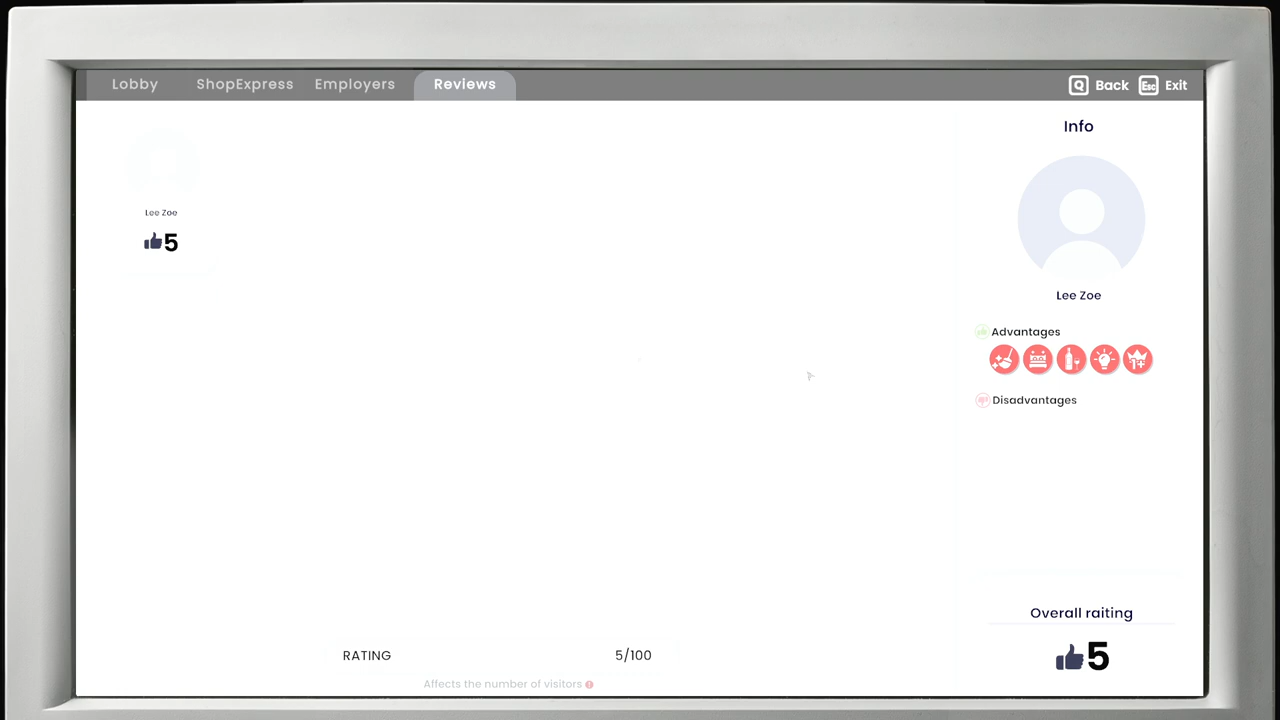 Lobby ShopExpress Employers Reviews Q Back Esc Exit
Lee Zoe
5
Info
Lee Zoe
Advantages
Disadvantages
Overall raiting
5
RATING 5/100
Affects the number of visitors